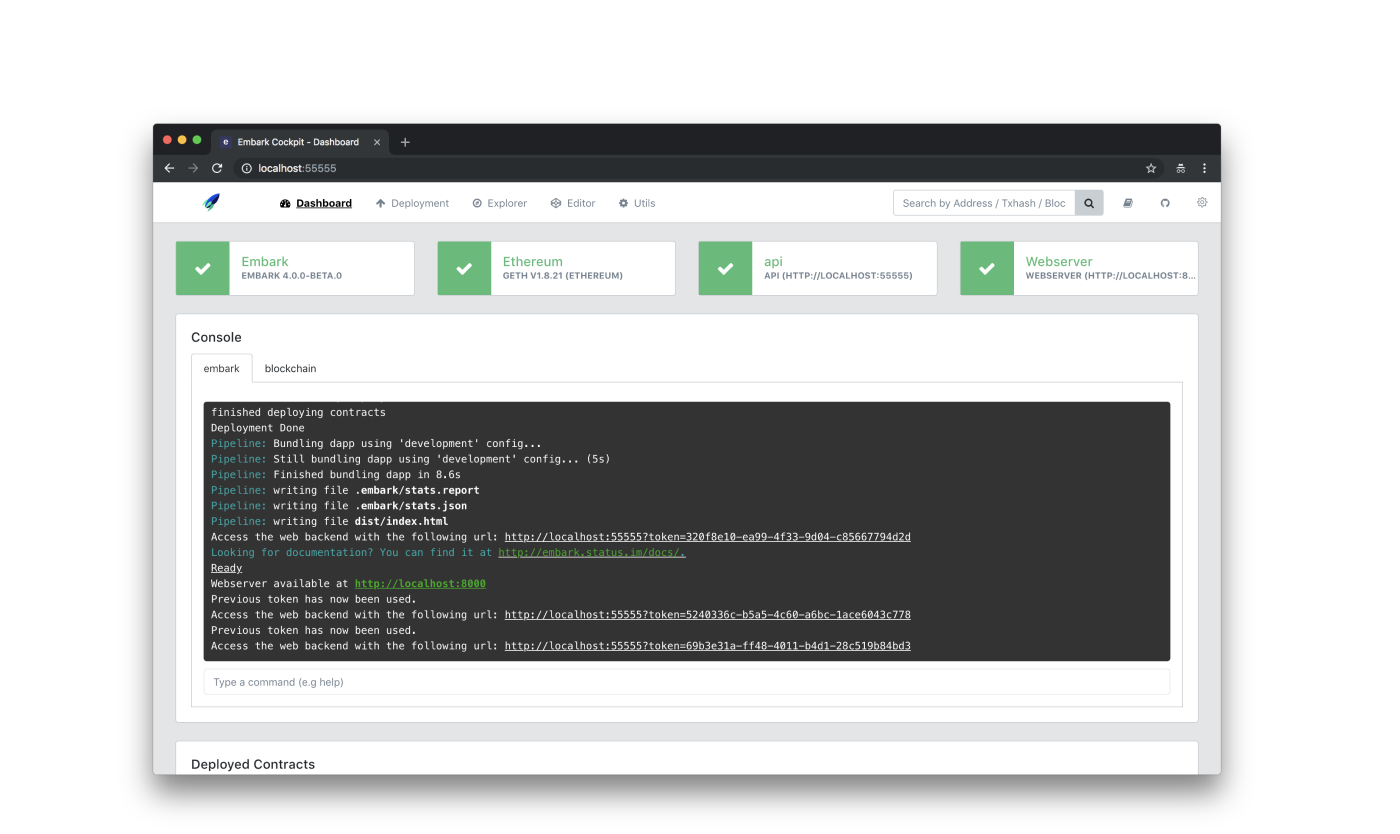 e Embark Cockpit - Dashboard
localhost:55555
Dashboard Deployment Explorer Editor Utils Search by Address / Txhash / Bloc
Embark
EMBARK 4.0.0-BETA.0
Ethereum
GETH V1.8.21 (ETHEREUM)
api
API (HTTP://LOCALHOST:55555)
Webserver
WEBSERVER (HTTP://LOCALHOST:8...
Console
embark blockchain
finished deploying contracts
Deployment Done
Pipeline: Bundling dapp using 'development' config...
Pipeline: Still bundling dapp using 'development' config... (5s)
Pipeline: Finished bundling dapp in 8.6s
Pipeline: writing file .embark/stats.report
Pipeline: writing file .embark/stats.json
Pipeline: writing file dist/index.html
Access the web backend with the following url: http://localhost:55555?token=320f8e10-ea99-4f33-9d04-c85667794d2d
Looking for documentation? You can find it at http://embark.status.im/docs/.
Ready
Webserver available at http://localhost:8000
Previous token has now been used.
Access the web backend with the following url: http://localhost:55555?token=5240336c-b5a5-4c60-a6bc-1ace6043c778
Previous token has now been used.
Access the web backend with the following url: http://localhost:55555?token=69b3e31a-ff48-4011-b4d1-28c519b84bd3
Type a command (e.g help)
Deployed Contracts